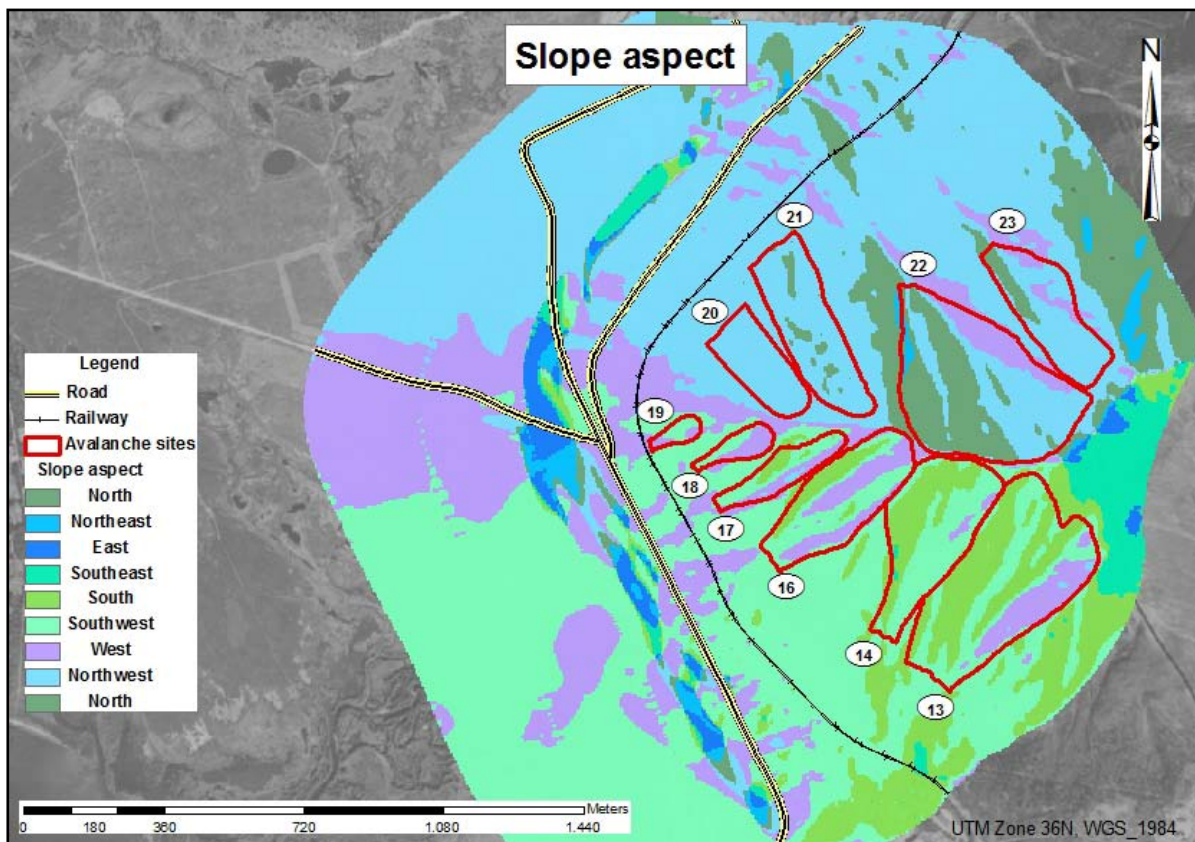 Slope aspect
N
21
23
22
20
19
18
17
16
14
13
Legend
Road
Railway
Avalanche sites
Slope aspect
North
Northeast
East
Southeast
South
Southwest
West
Northwest
North
Meters
0 180 360 720 1.080 1.440
UTM Zone 36N, WGS_1984